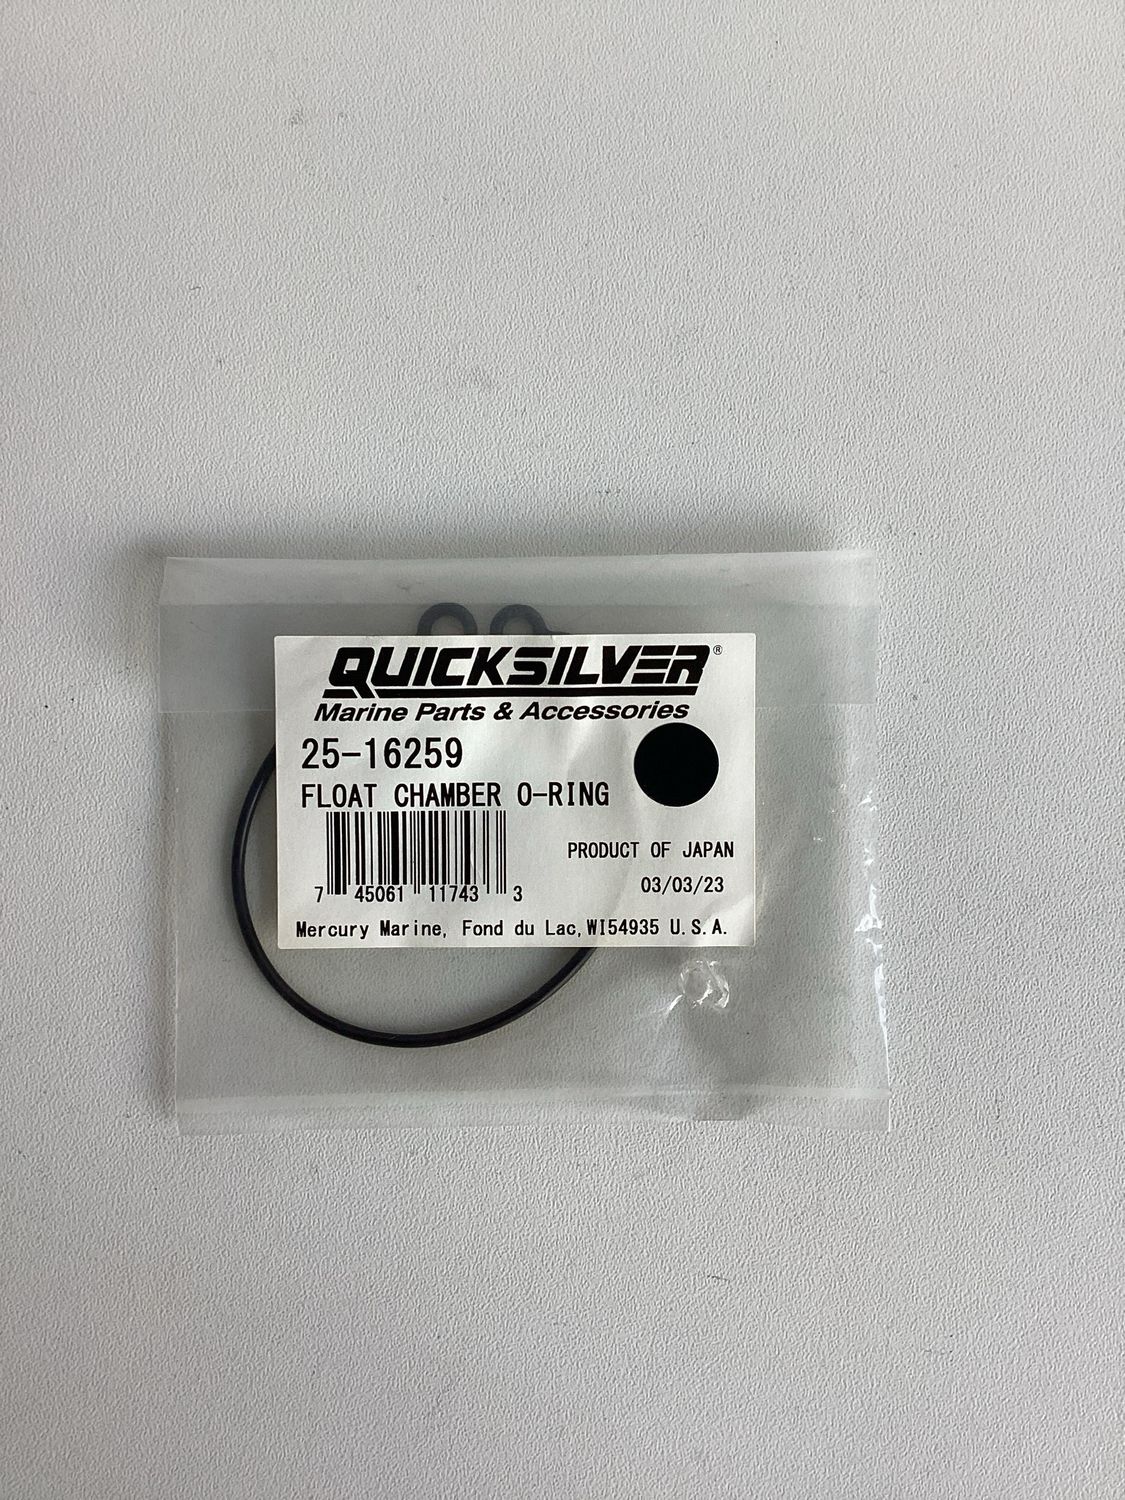 QUICKSILVER®
Marine Parts & Accessories
25-16259
FLOAT CHAMBER O-RING
PRODUCT OF JAPAN
7 45061 11743 3
03/03/23
Mercury Marine, Fond du Lac,WI54935 U.S.A.